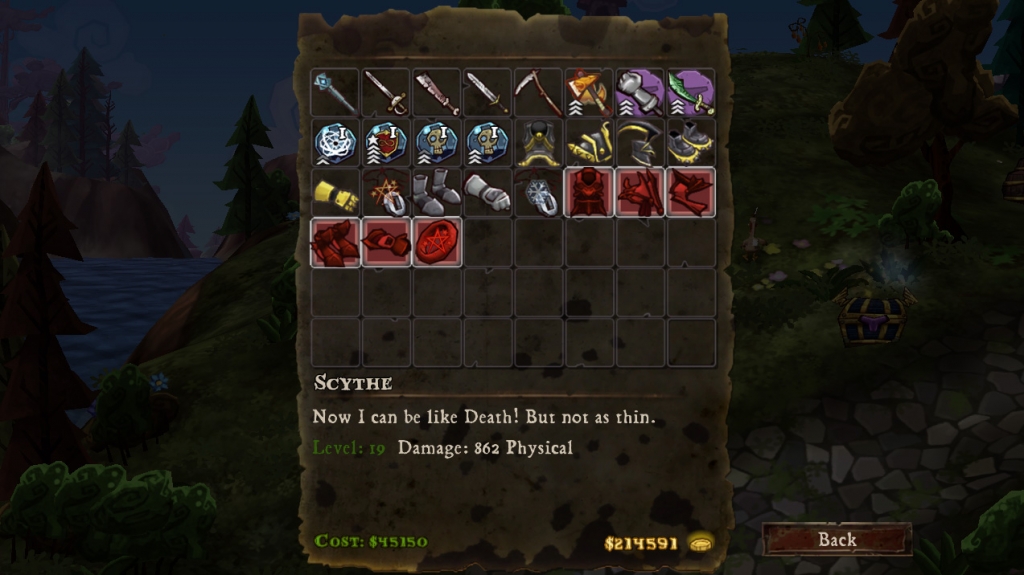 I
I
I
I
Scythe
Now I can be like Death! But not as thin.
Level: 19 Damage: 862 Physical
Cost: $45150
$214591
Back